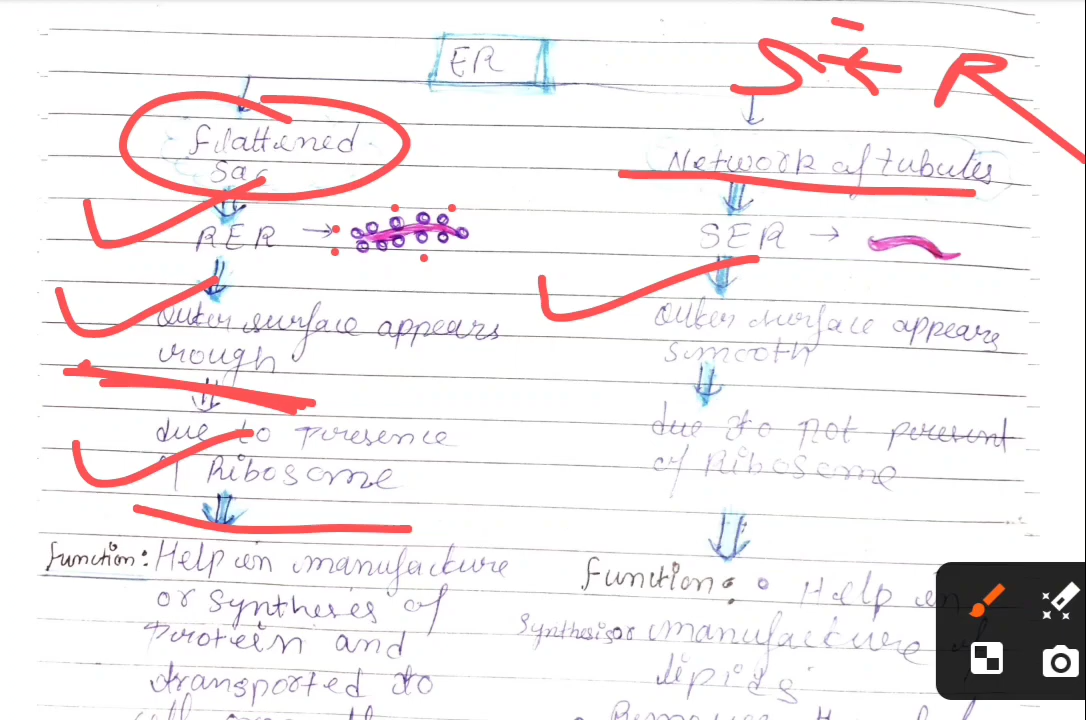 ER
S
R
Flattened
Sac
RER →
Outer surface appears
rough
due to presence
of Ribosome
Function: Help in manufacture
or Syntheses of
Protein and
transported to
Network of tubules
SER →
Outer surface appears
smooth
due to not present
of Ribosome
Function: • Help in
Synthesis or manufacture of
lipids